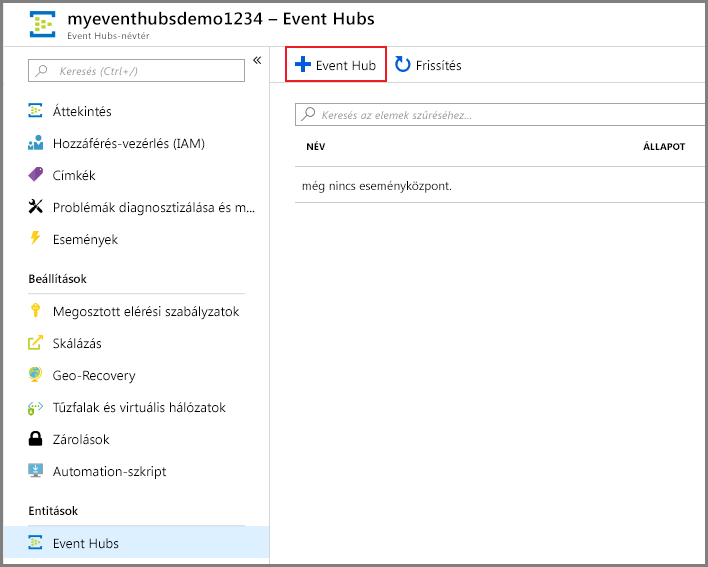 myeventhubsdemo1234 – Event Hubs
Event Hubs-névtér
Keresés (Ctrl+/)
«
Áttekintés
Hozzáférés-vezérlés (IAM)
Címkék
Problémák diagnosztizálása és m...
Események
Beállítások
Megosztott elérési szabályzatok
Skálázás
Geo-Recovery
Tűzfalak és virtuális hálózatok
Zárolások
Automation-szkript
Entitások
Event Hubs
Event Hub
Frissítés
Keresés az elemek szűréséhez...
NÉV ÁLLAPOT
még nincs eseményközpont.